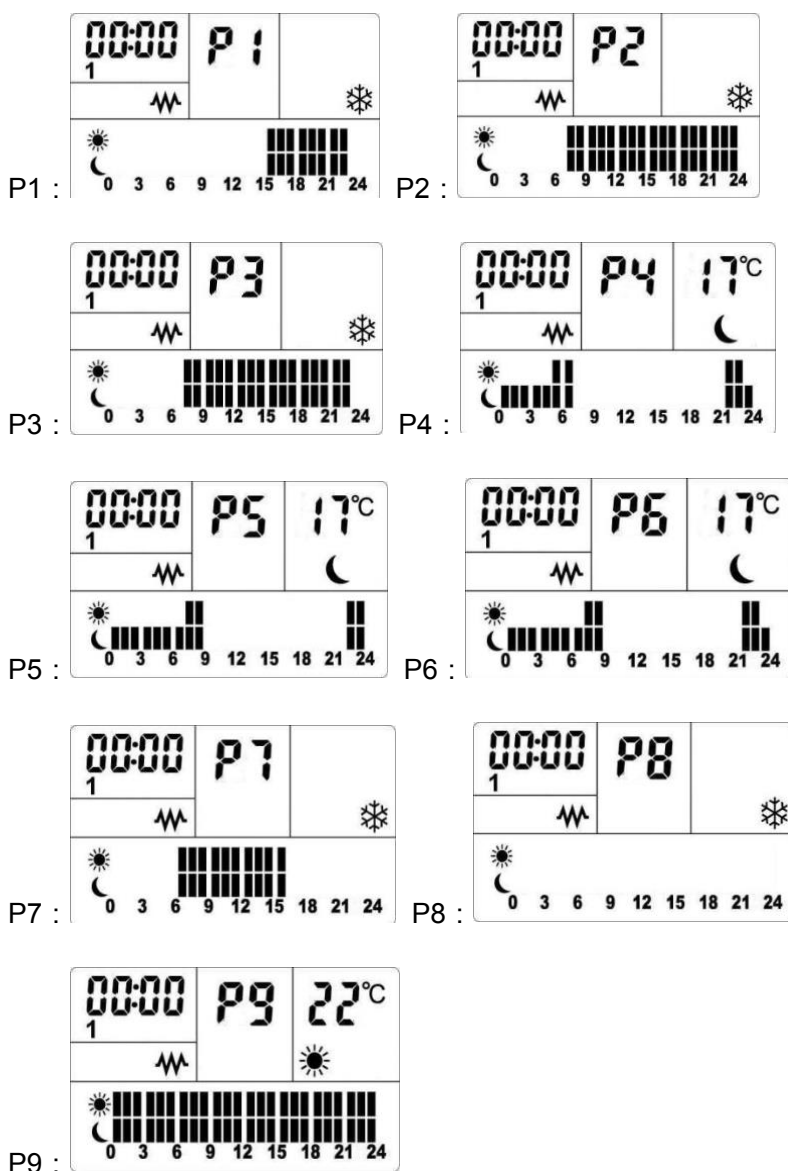 00:00 P1
1
0 3 6 9 12 15 18 21 24
P1 :
00:00 P2
1
0 3 6 9 12 15 18 21 24
P2 :
00:00 P3
1
0 3 6 9 12 15 18 21 24
P3 :
00:00 P4 17°C
1
0 3 6 9 12 15 18 21 24
P4 :
00:00 P5 17°C
1
0 3 6 9 12 15 18 21 24
P5 :
00:00 P6 17°C
1
0 3 6 9 12 15 18 21 24
P6 :
00:00 P7
1
0 3 6 9 12 15 18 21 24
P7 :
00:00 P8
1
0 3 6 9 12 15 18 21 24
P8 :
00:00 P9 22°C
1
0 3 6 9 12 15 18 21 24
P9 :